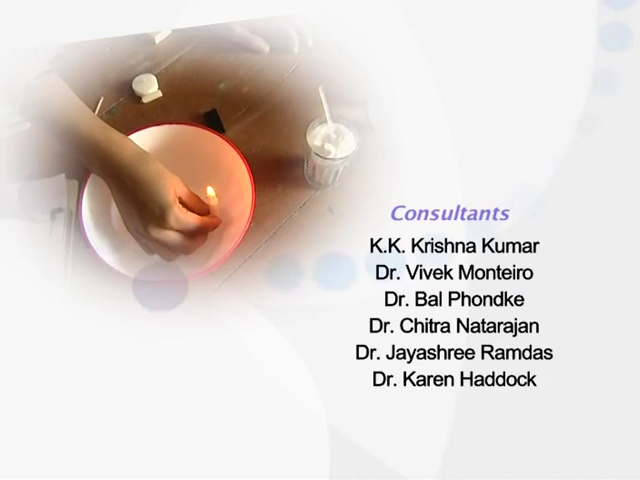 Consultants
K.K. Krishna Kumar
Dr. Vivek Monteiro
Dr. Bal Phondke
Dr. Chitra Natarajan
Dr. Jayashree Ramdas
Dr. Karen Haddock